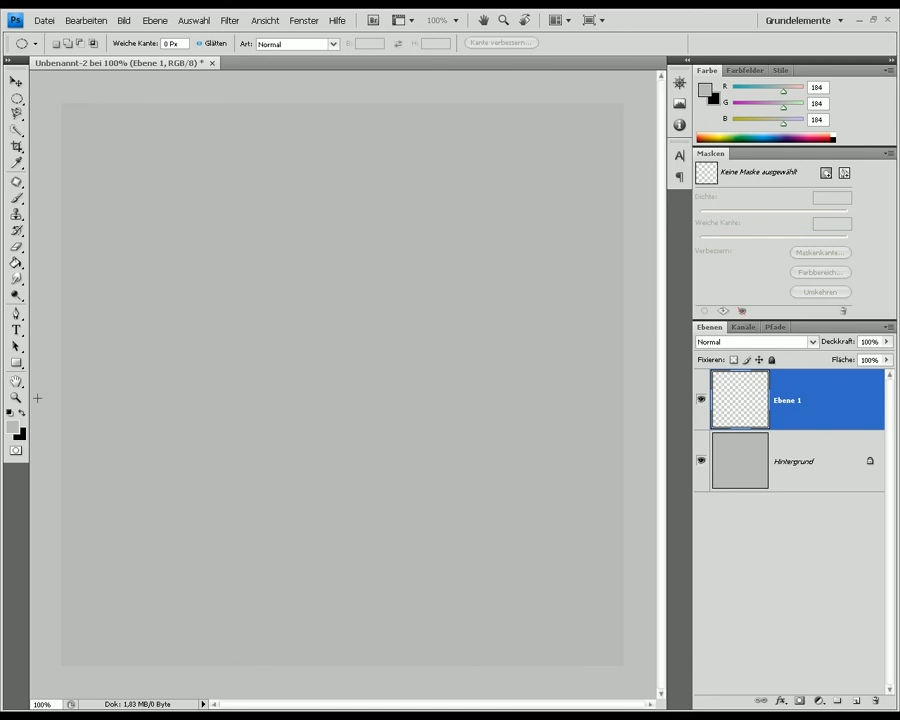 Ps Datei Bearbeiten Bild Ebene Auswahl Filter Ansicht Fenster Hilfe Br 100% Grundelemente
Weiche Kante: 0 Px Glätten Art: Normal B: H: Kante verbessern...
Benannt-2 bei 100% (Ebene 1, RGB/8) *
Farbe Farbfelder Stile
R 184
G 184
B 184
Masken
Keine Maske ausgewählt
Dichte:
Weiche Kante:
Verbessern: Maskenkante...
Farbbereich...
Umkehren
Ebenen Kanäle Pfade
Normal Deckkraft: 100%
Fixieren: Fläche: 100%
Ebene 1
Hintergrund
100% Dok: 1,83 MB/0 Byte